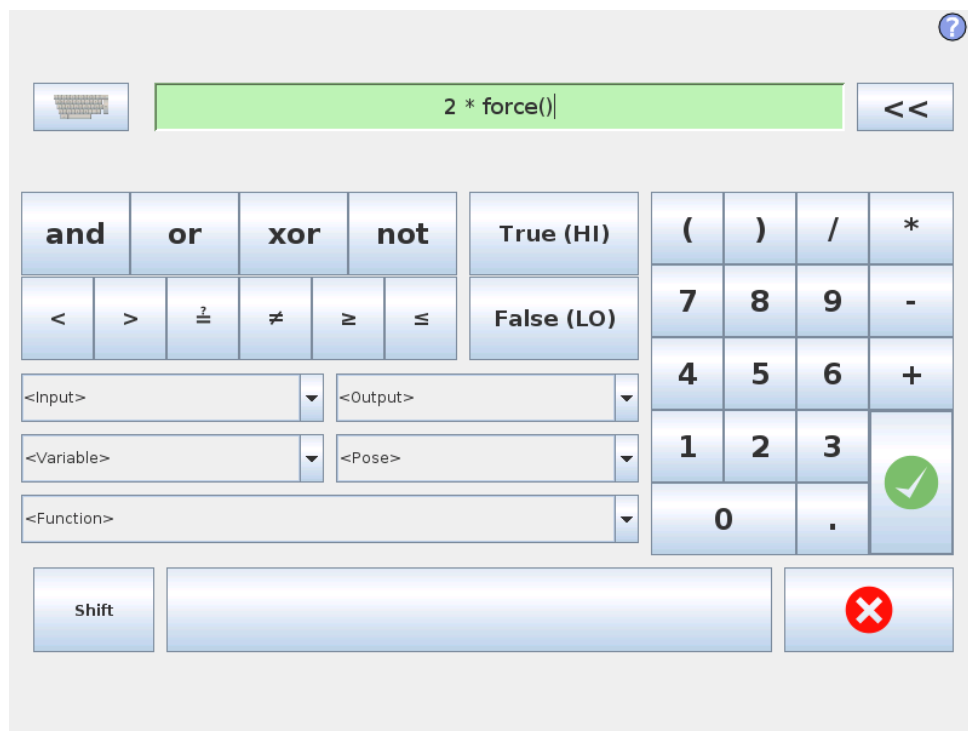 ?
2 * force()
<<
and or xor not True (HI) ( ) / *
< > ≟ ≠ ≥ ≤ False (LO) 7 8 9 -
4 5 6 +
<Input> <Output>
1 2 3
<Variable> <Pose>
<Function> 0 .
Shift